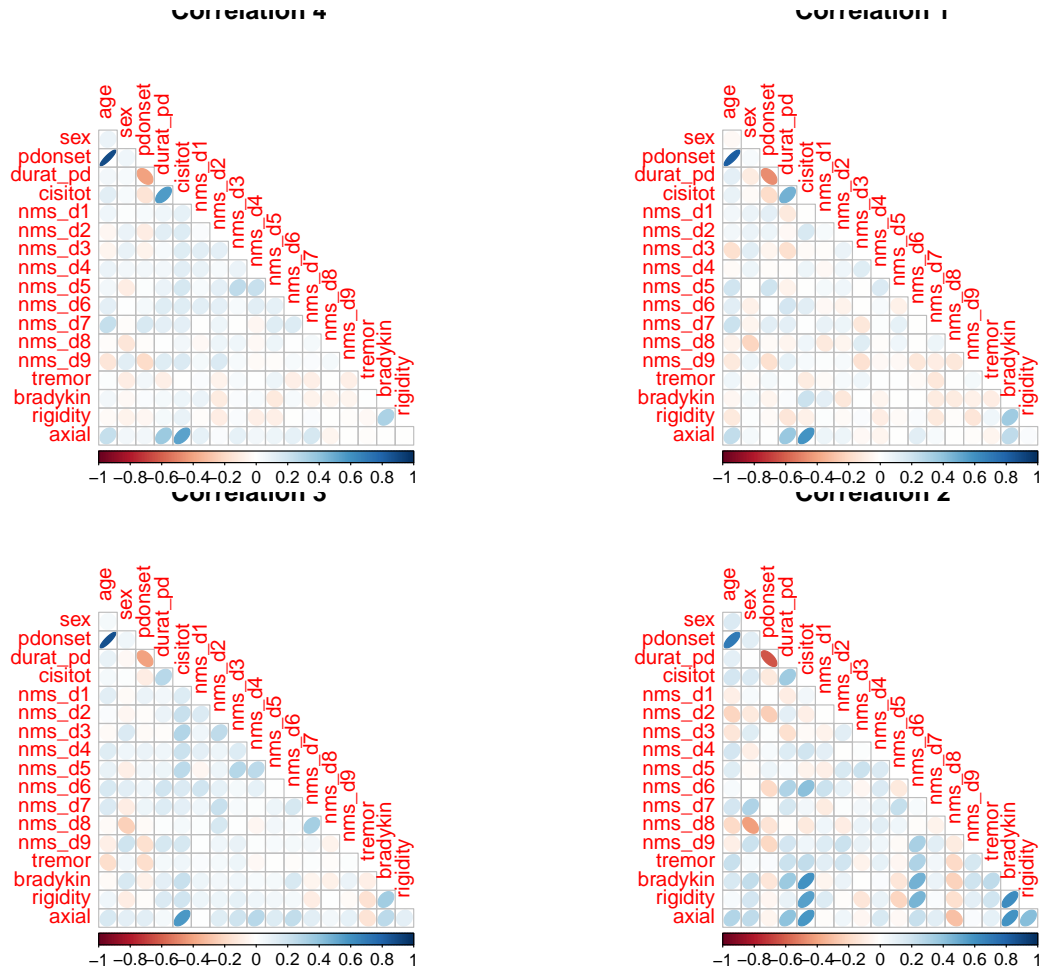 Correlation 4
age
sex
pdonset
durat_pd
cisitot
nms_d1
nms_d2
nms_d3
nms_d4
nms_d5
nms_d6
nms_d7
nms_d8
nms_d9
tremor
bradykin
rigidity
sex
pdonset
durat_pd
cisitot
nms_d1
nms_d2
nms_d3
nms_d4
nms_d5
nms_d6
nms_d7
nms_d8
nms_d9
tremor
bradykin
rigidity
axial
−1 −0.8 −0.6 −0.4 −0.2 0 0.2 0.4 0.6 0.8 1
Correlation 1
age
sex
pdonset
durat_pd
cisitot
nms_d1
nms_d2
nms_d3
nms_d4
nms_d5
nms_d6
nms_d7
nms_d8
nms_d9
tremor
bradykin
rigidity
sex
pdonset
durat_pd
cisitot
nms_d1
nms_d2
nms_d3
nms_d4
nms_d5
nms_d6
nms_d7
nms_d8
nms_d9
tremor
bradykin
rigidity
axial
−1 −0.8 −0.6 −0.4 −0.2 0 0.2 0.4 0.6 0.8 1
Correlation 3
age
sex
pdonset
durat_pd
cisitot
nms_d1
nms_d2
nms_d3
nms_d4
nms_d5
nms_d6
nms_d7
nms_d8
nms_d9
tremor
bradykin
rigidity
sex
pdonset
durat_pd
cisitot
nms_d1
nms_d2
nms_d3
nms_d4
nms_d5
nms_d6
nms_d7
nms_d8
nms_d9
tremor
bradykin
rigidity
axial
−1 −0.8 −0.6 −0.4 −0.2 0 0.2 0.4 0.6 0.8 1
Correlation 2
age
sex
pdonset
durat_pd
cisitot
nms_d1
nms_d2
nms_d3
nms_d4
nms_d5
nms_d6
nms_d7
nms_d8
nms_d9
tremor
bradykin
rigidity
sex
pdonset
durat_pd
cisitot
nms_d1
nms_d2
nms_d3
nms_d4
nms_d5
nms_d6
nms_d7
nms_d8
nms_d9
tremor
bradykin
rigidity
axial
−1 −0.8 −0.6 −0.4 −0.2 0 0.2 0.4 0.6 0.8 1